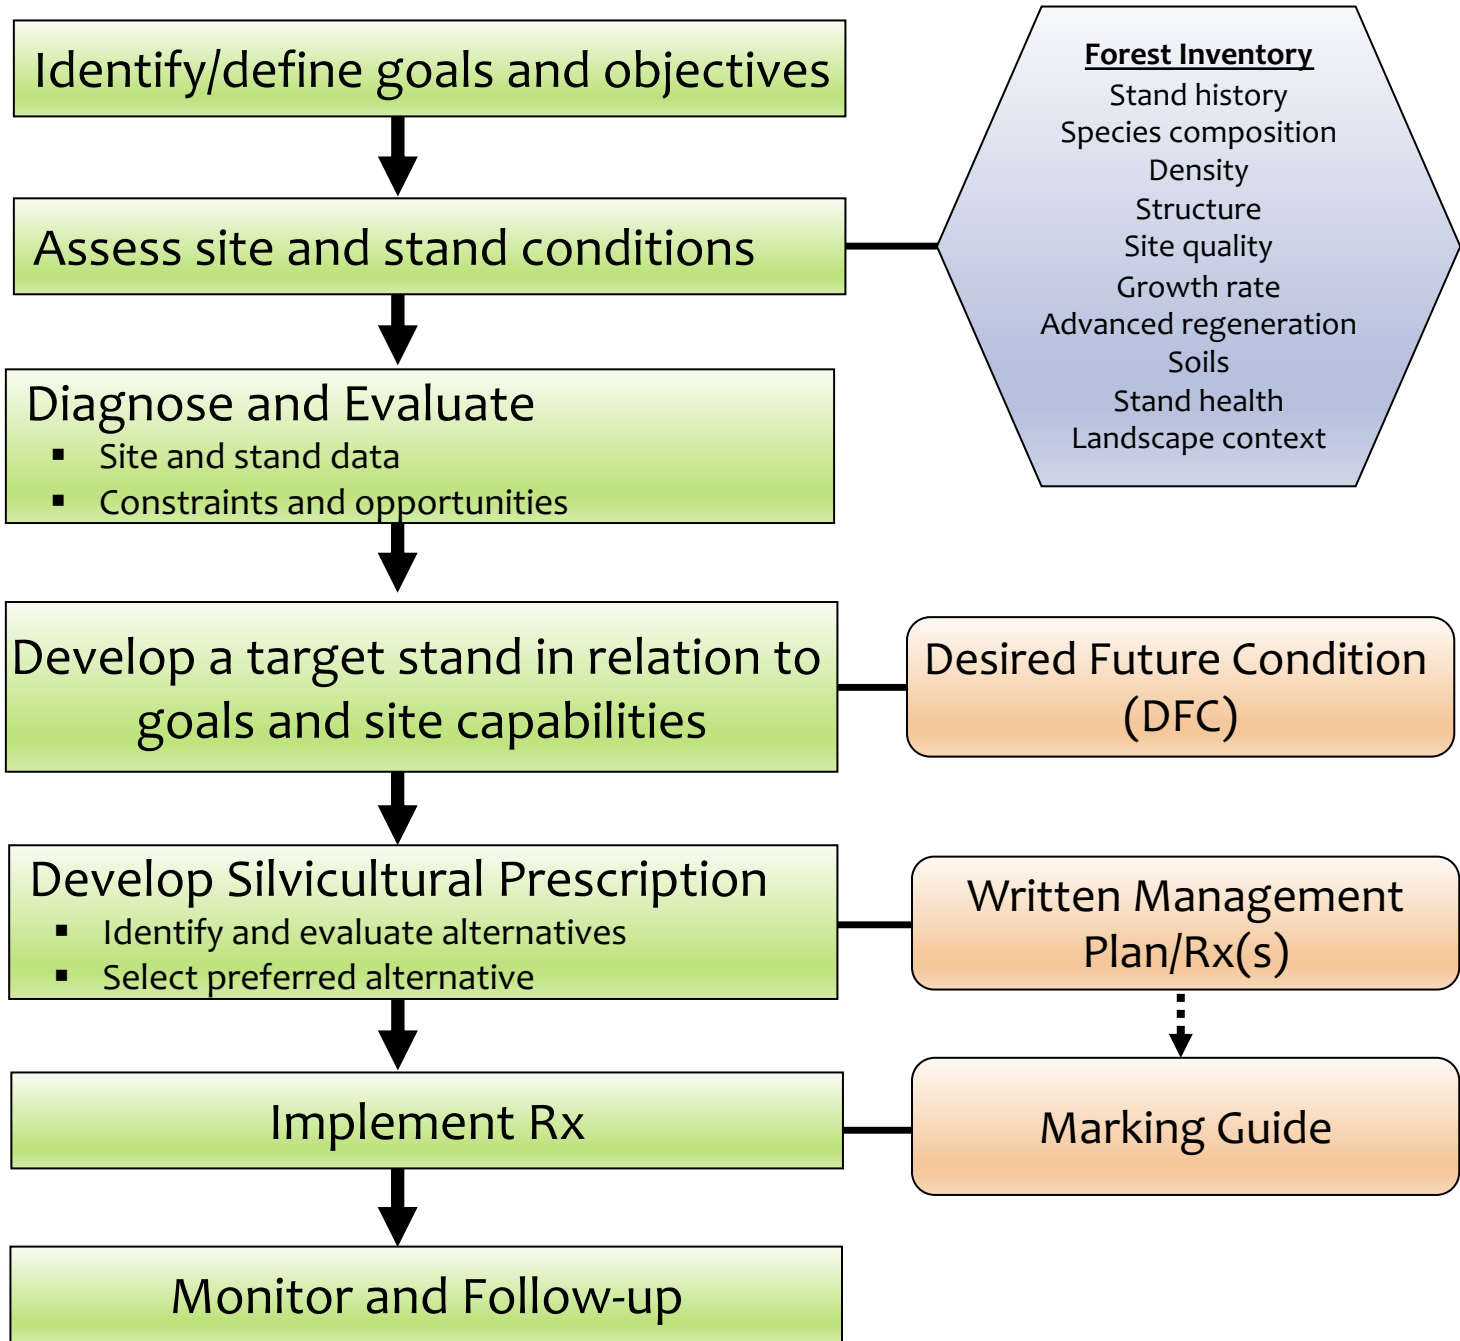 Identify/define goals and objectives
Forest Inventory
Stand history
Species composition
Density
Structure
Site quality
Growth rate
Advanced regeneration
Soils
Stand health
Landscape context
Assess site and stand conditions
Diagnose and Evaluate
▪ Site and stand data
▪ Constraints and opportunities
Develop a target stand in relation to
goals and site capabilities
Desired Future Condition
(DFC)
Develop Silvicultural Prescription
▪ Identify and evaluate alternatives
▪ Select preferred alternative
Written Management
Plan/Rx(s)
Implement Rx
Marking Guide
Monitor and Follow-up